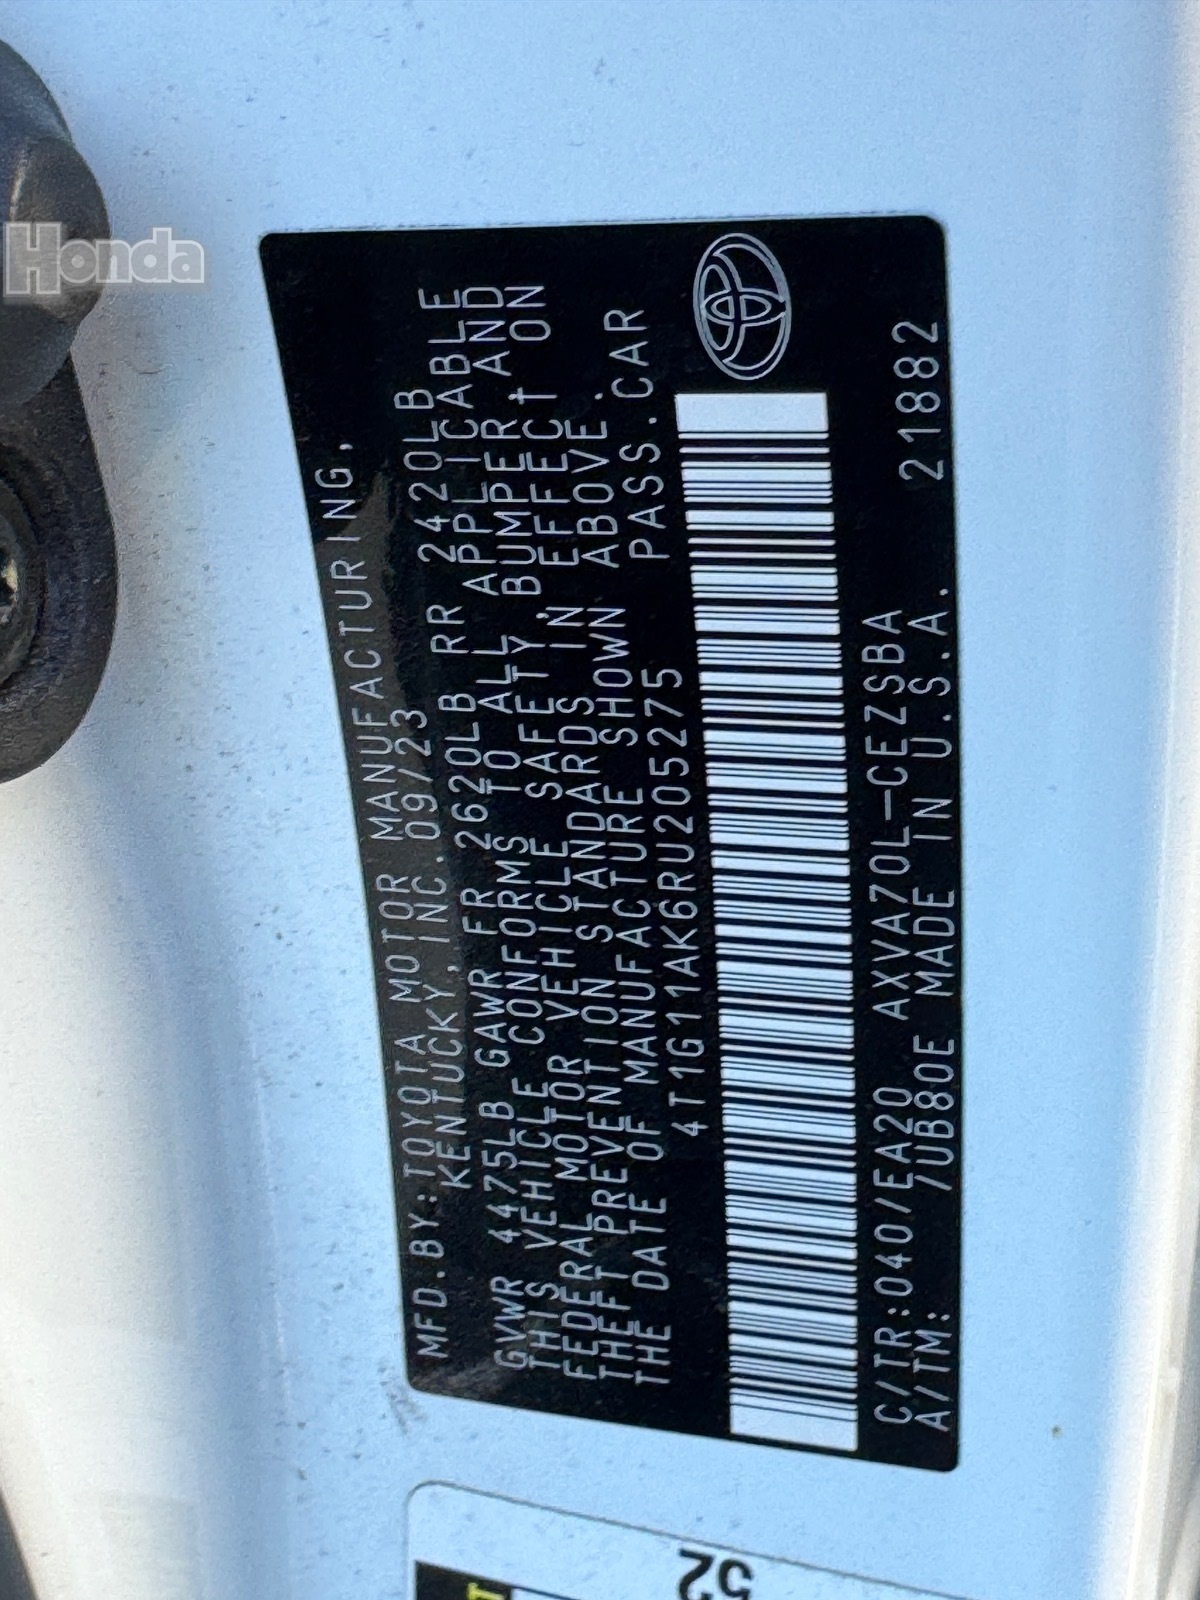 Honda
MFD.BY:TOYOTA MOTOR MANUFACTURING,
KENTUCKY,INC.09/23
GVWR 4475LB GAWR FR 2620LB RR 2420LB
THIS VEHICLE CONFORMS TO ALL APPLICABLE
FEDERAL MOTOR VEHICLE SAFETY, BUMPER, AND
THEFT PREVENTION STANDARDS IN EFFECT ON
THE DATE OF MANUFACTURE SHOWN ABOVE.
4T1G11AK6RU205275 PASS.CAR
C/TR:040/EA20 AXVA70L-CEZSBA 21882
A/TM: /UB80E MADE IN U.S.A.
52